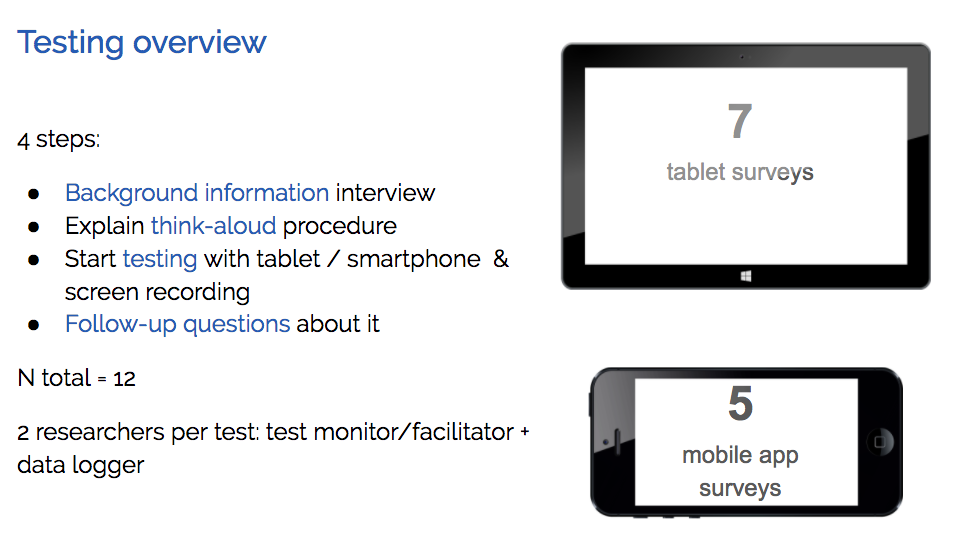 Testing overview
4 steps:
● Background information interview
● Explain think-aloud procedure
● Start testing with tablet / smartphone &
screen recording
● Follow-up questions about it
N total = 12
2 researchers per test: test monitor/facilitator +
data logger
7
tablet surveys
5
mobile app
surveys